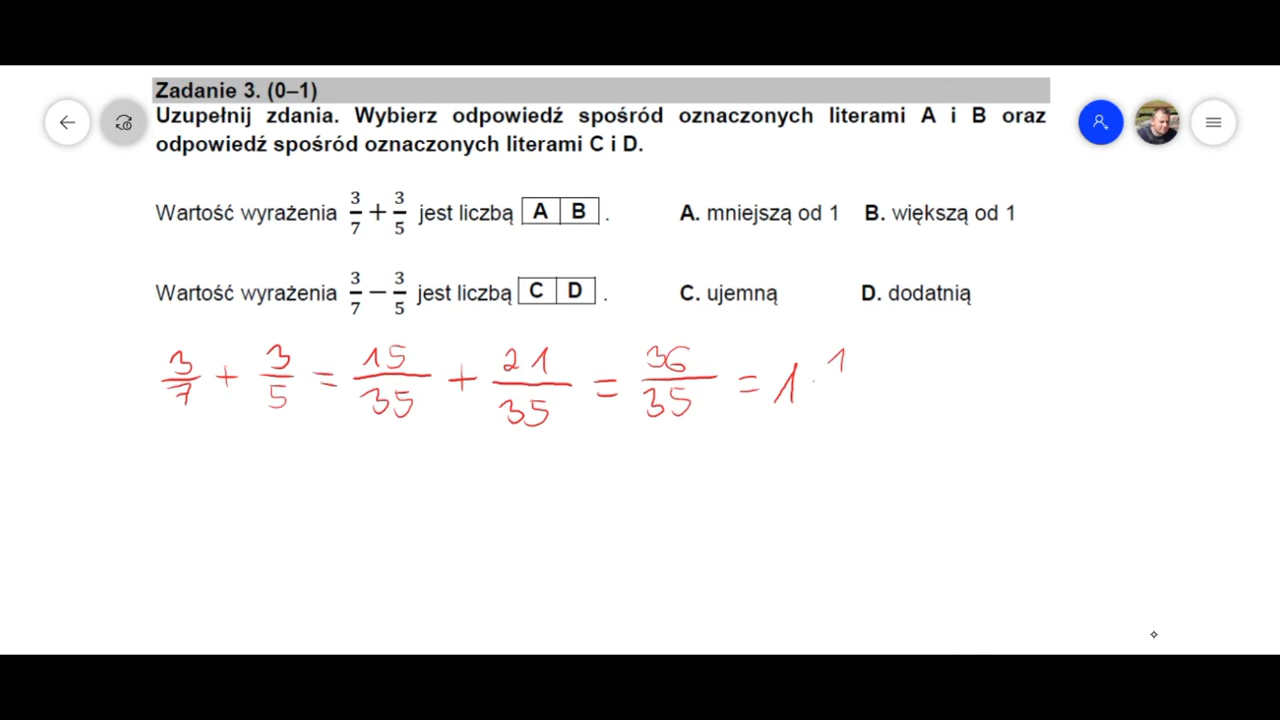 Zadanie 3. (0–1)
Uzupełnij zdania. Wybierz odpowiedź spośród oznaczonych literami A i B oraz
odpowiedź spośród oznaczonych literami C i D.
Wartość wyrażenia 3/7 + 3/5 jest liczbą A B . A. mniejszą od 1 B. większą od 1
Wartość wyrażenia 3/7 − 3/5 jest liczbą C D . C. ujemną D. dodatnią
3/7 + 3/5 = 15/35 + 21/35 = 36/35 = 1 1